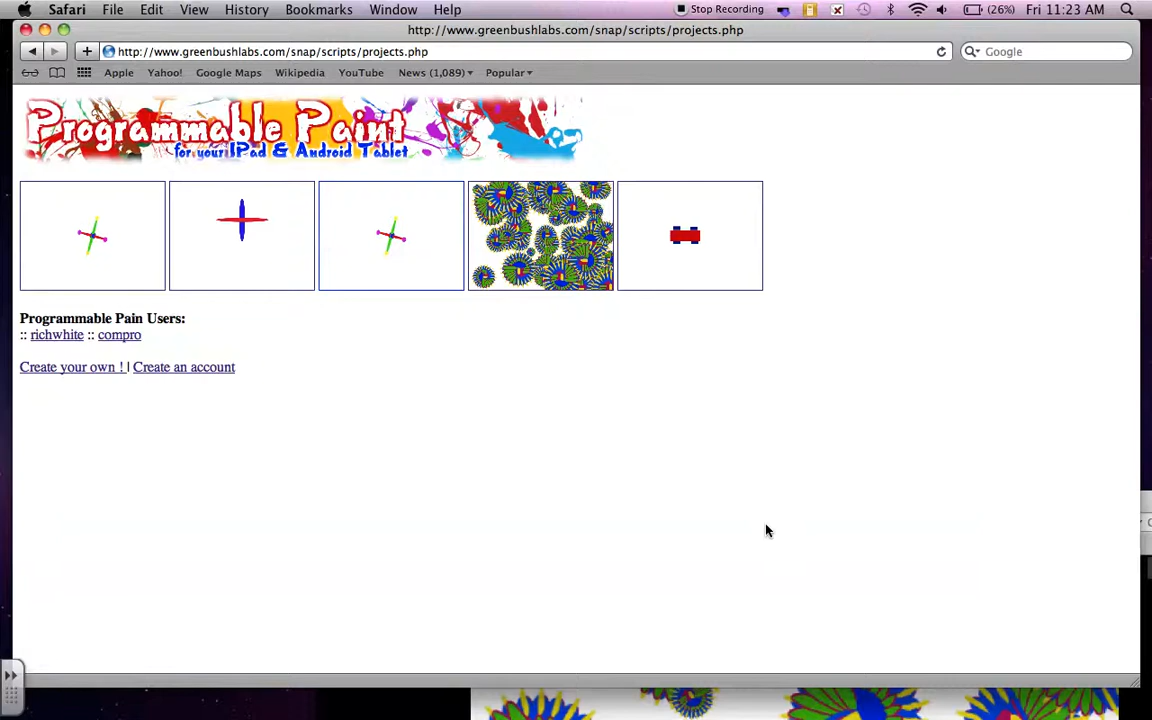 Safari File Edit View History Bookmarks Window Help Stop Recording (26%) Fri 11:23 AM
http://www.greenbushlabs.com/snap/scripts/projects.php
http://www.greenbushlabs.com/snap/scripts/projects.php Google
Apple Yahoo! Google Maps Wikipedia YouTube News (1,089) Popular
Programmable Paint
for your IPad & Android Tablet
Programmable Pain Users:
:: richwhite :: compro
Create your own ! | Create an account